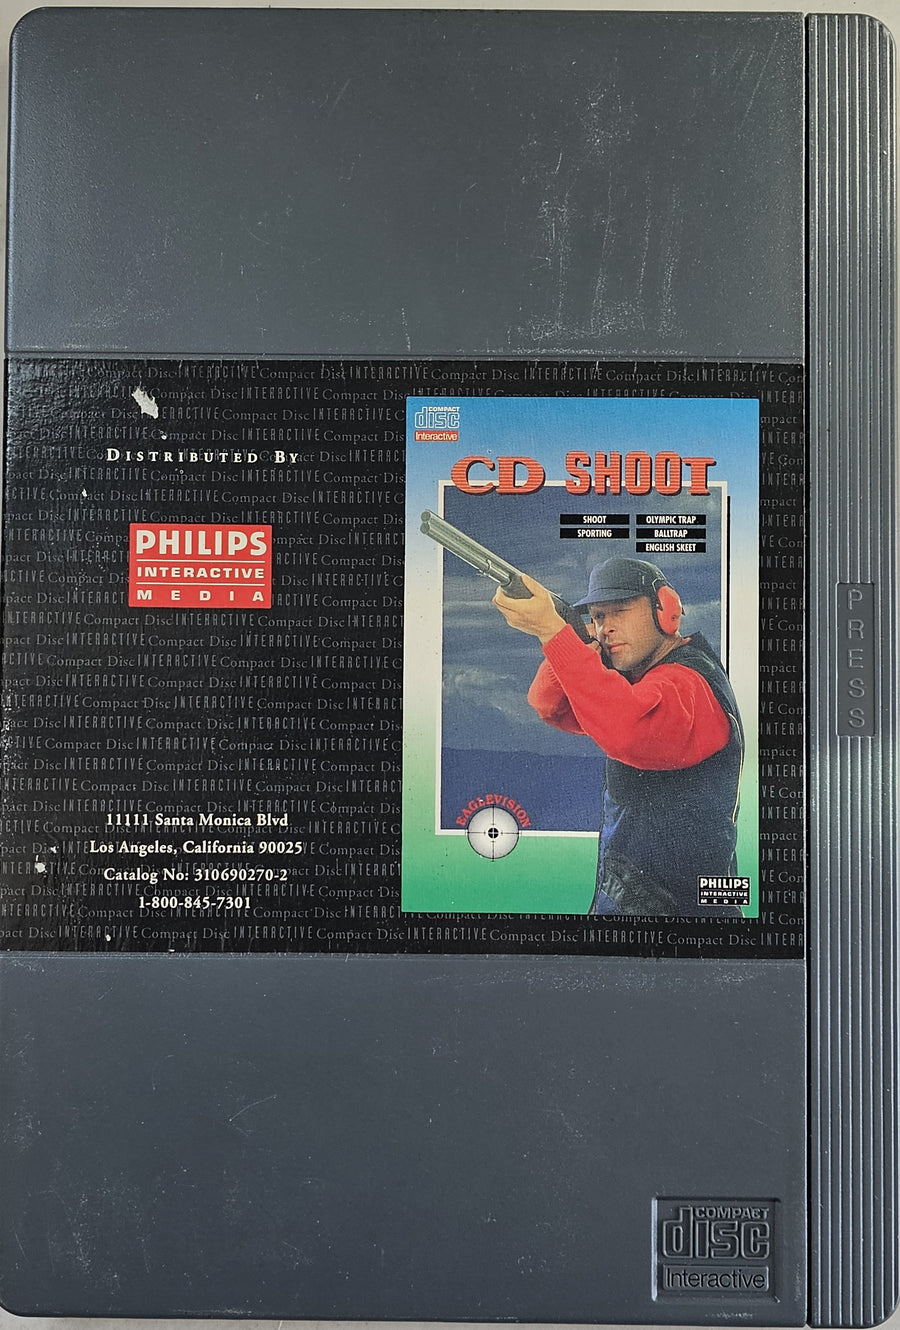 DISTRIBUTED BY
PHILIPS
INTERACTIVE
MEDIA
11111 Santa Monica Blvd
Los Angeles, California 90025
Catalog No: 310690270-2
1-800-845-7301
COMPACT
disc
Interactive
CD SHOOT
SHOOT OLYMPIC TRAP
SPORTING BALLTRAP
ENGLISH SKEET
EAGLEVISION
PHILIPS
INTERACTIVE
MEDIA
PRESS
COMPACT
disc
Interactive